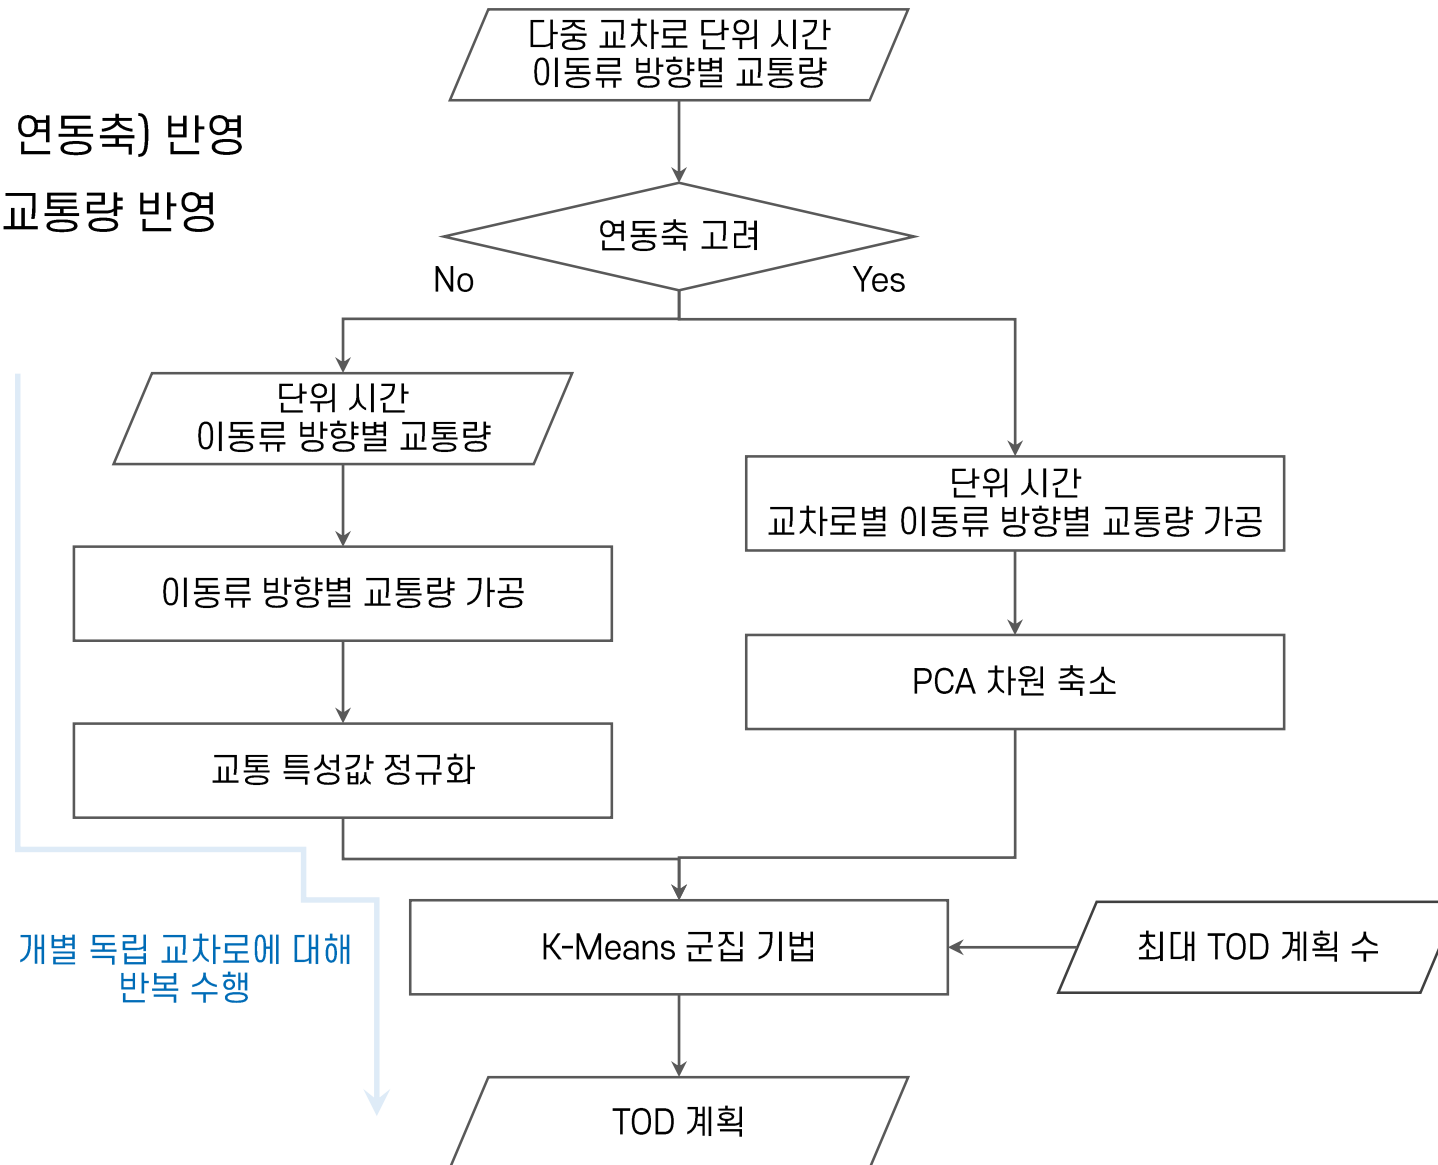 다중 교차로 단위 시간
이동류 방향별 교통량
연동축) 반영
교통량 반영
연동축 고려
No
Yes
단위 시간
이동류 방향별 교통량
단위 시간
교차로별 이동류 방향별 교통량 가공
이동류 방향별 교통량 가공
PCA 차원 축소
교통 특성값 정규화
K-Means 군집 기법
최대 TOD 계획 수
개별 독립 교차로에 대해
반복 수행
TOD 계획